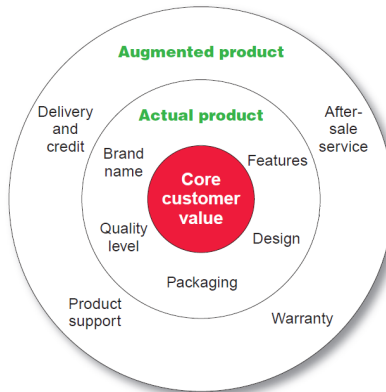 Augmented product
Delivery
and
credit
After-
sale
service
Actual product
Brand
name
Features
Core
customer
value
Quality
level
Design
Packaging
Product
support
Warranty